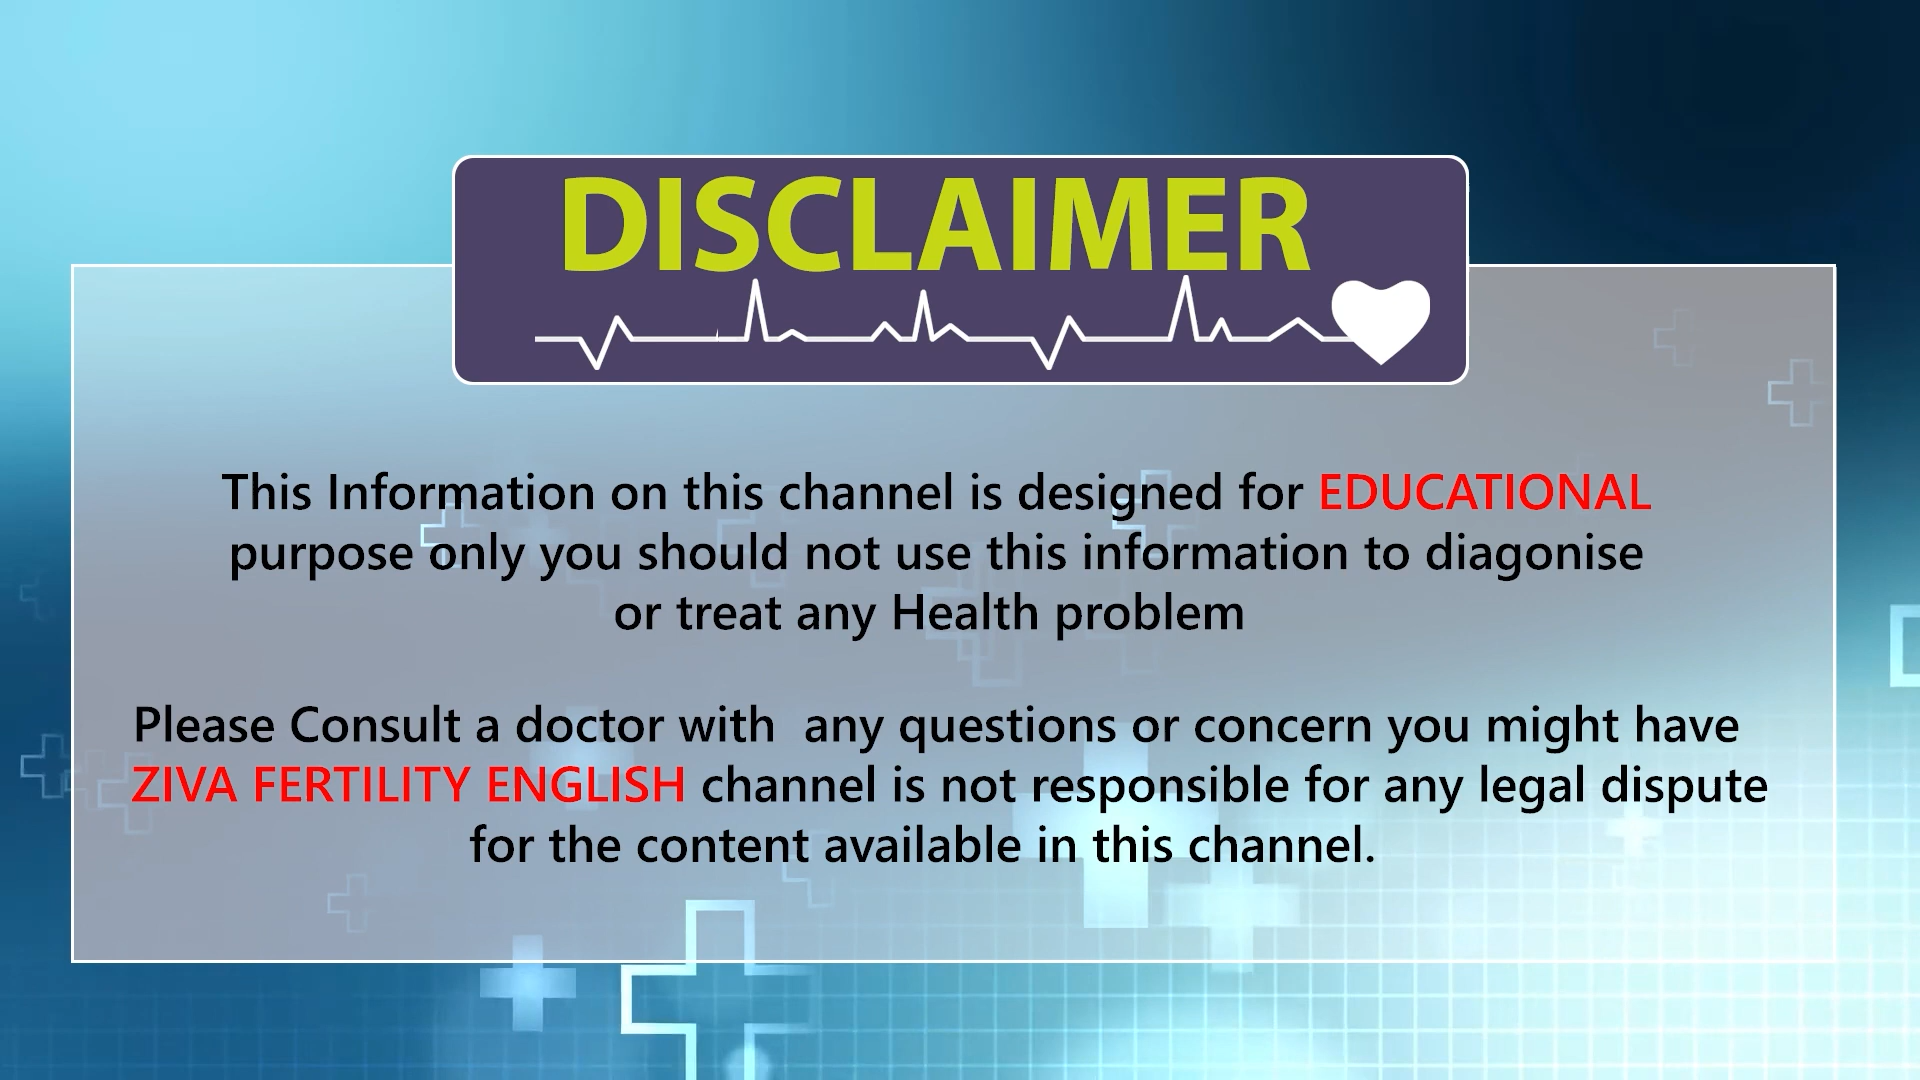 DISCLAIMER
This Information on this channel is designed for EDUCATIONAL
purpose only you should not use this information to diagonise
or treat any Health problem
Please Consult a doctor with any questions or concern you might have
ZIVA FERTILITY ENGLISH channel is not responsible for any legal dispute
for the content available in this channel.